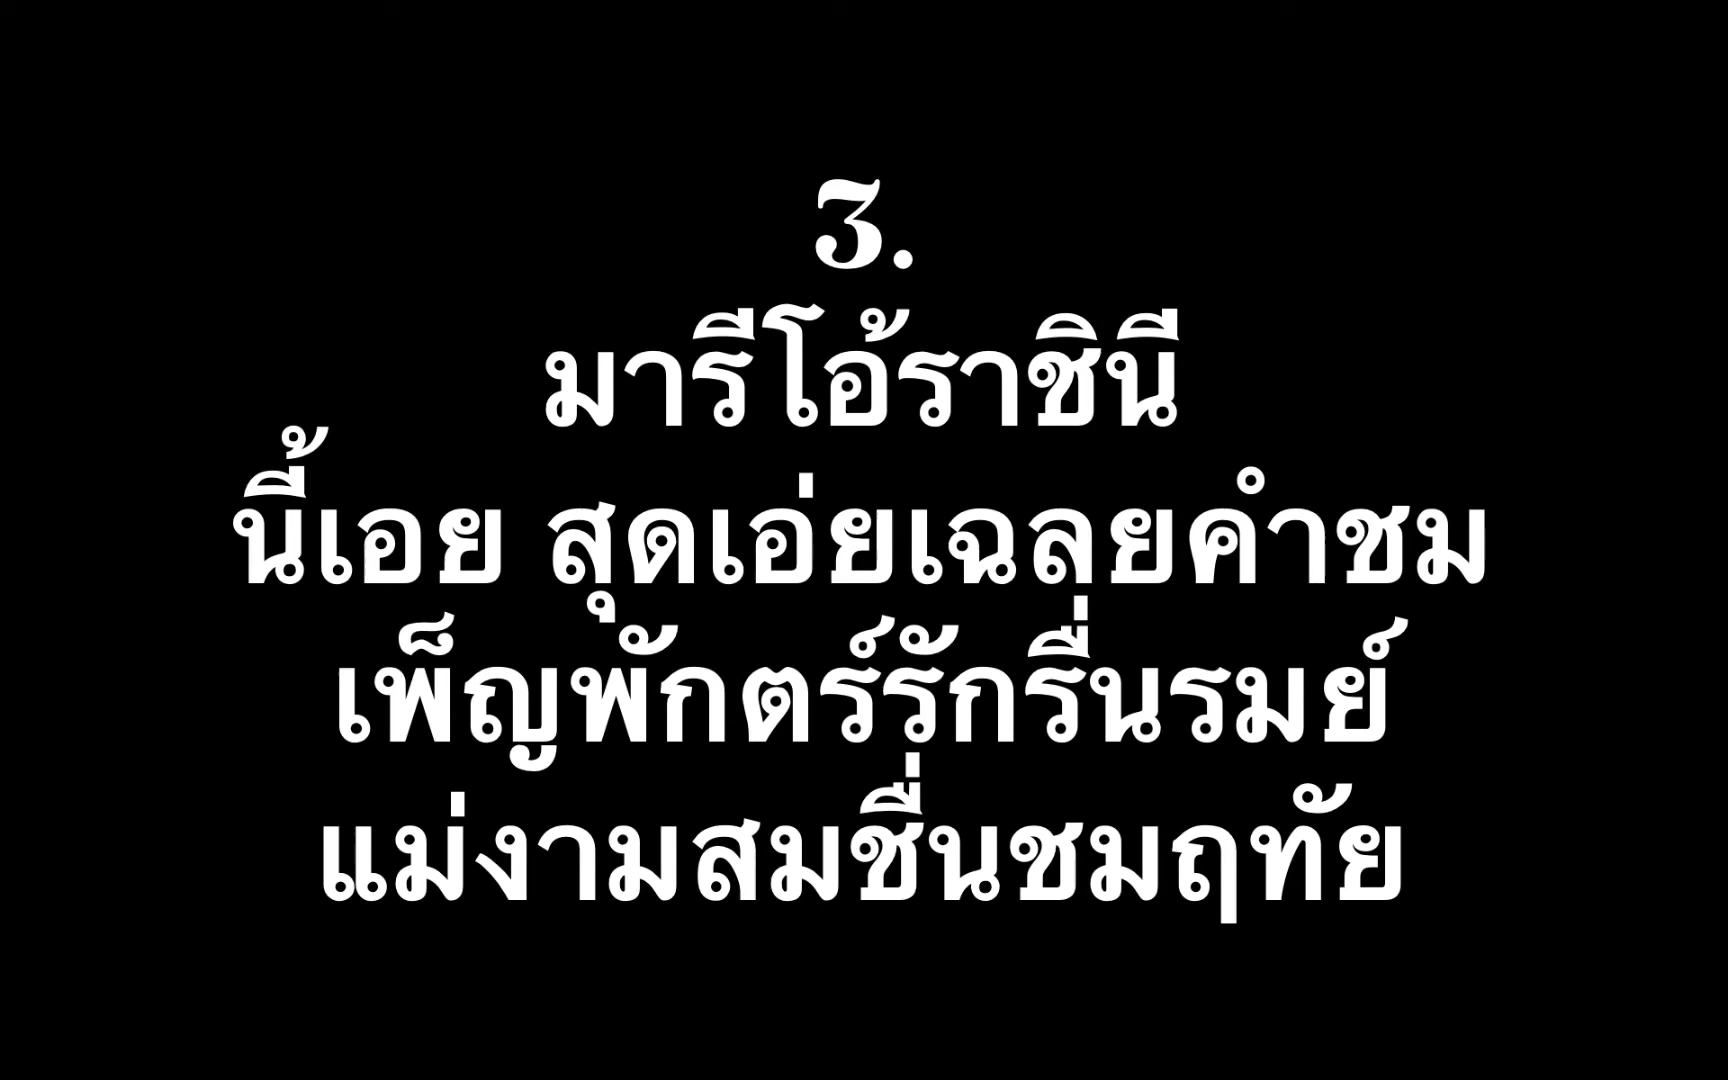 3.
มารีโอ้ราชินี
นี้เอย สุดเอ่ยเฉลยคำชม
เพ็ญพักตร์รักรื่นรมย์
แม่งามสมชื่นชมฤทัย